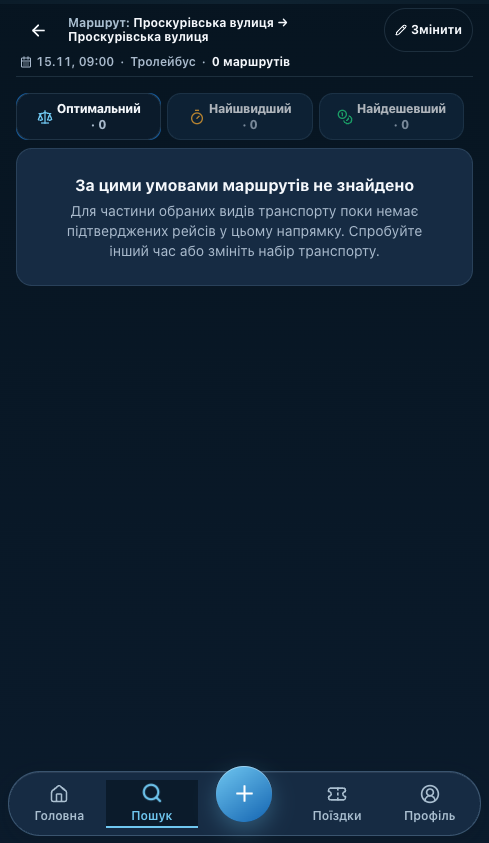 Маршрут: Проскурівська вулиця →
Проскурівська вулиця
Змінити
15.11, 09:00 · Тролейбус · 0 маршрутів
Оптимальний
· 0
Найшвидший
· 0
Найдешевший
· 0
За цими умовами маршрутів не знайдено
Для частини обраних видів транспорту поки немає
підтверджених рейсів у цьому напрямку. Спробуйте
інший час або змініть набір транспорту.
Головна
Пошук
Поїздки
Профіль